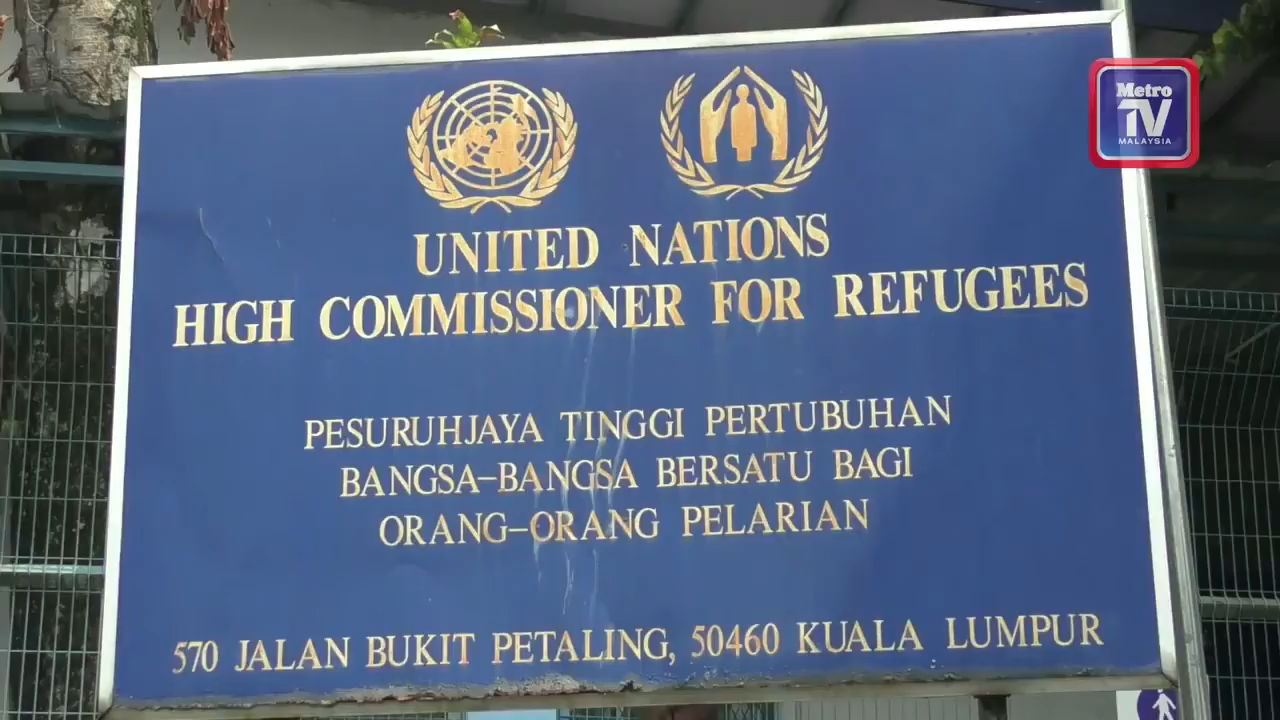 Metro
TV
MALAYSIA
UNITED NATIONS
HIGH COMMISSIONER FOR REFUGEES
PESURUHJAYA TINGGI PERTUBUHAN
BANGSA-BANGSA BERSATU BAGI
ORANG-ORANG PELARIAN
570 JALAN BUKIT PETALING, 50460 KUALA LUMPUR